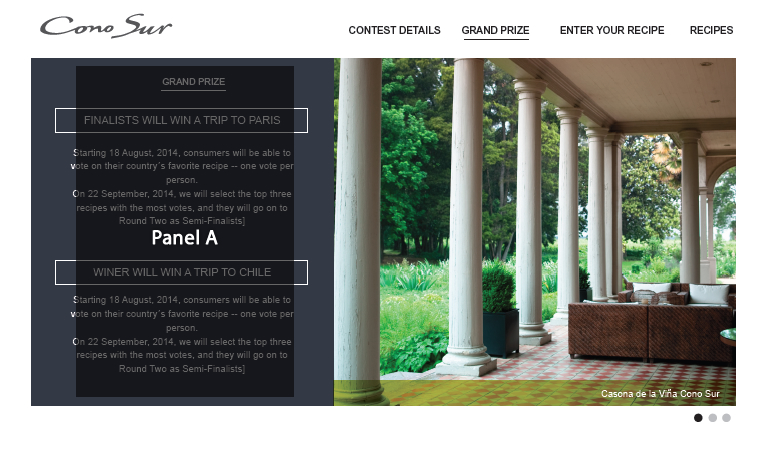 Cono Sur
CONTEST DETAILS GRAND PRIZE ENTER YOUR RECIPE RECIPES
GRAND PRIZE
FINALISTS WILL WIN A TRIP TO PARIS
Starting 18 August, 2014, consumers will be able to
vote on their country's favorite recipe -- one vote per
person.
On 22 September, 2014, we will select the top three
recipes with the most votes, and they will go on to
Round Two as Semi-Finalists]
Panel A
WINER WILL WIN A TRIP TO CHILE
Starting 18 August, 2014, consumers will be able to
vote on their country's favorite recipe -- one vote per
person.
On 22 September, 2014, we will select the top three
recipes with the most votes, and they will go on to
Round Two as Semi-Finalists]
Casona de la Viña Cono Sur